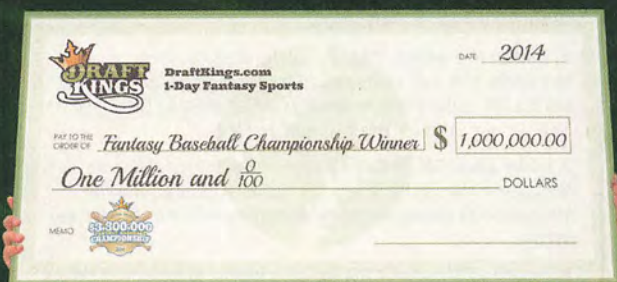 DRAFT
KINGS
DraftKings.com
1-Day Fantasy Sports
DATE 2014
PAY TO THE
ORDER OF Fantasy Baseball Championship Winner $ 1,000,000.00
One Million and 0/100 DOLLARS
MEMO
$3,300,000
CHAMPIONSHIP